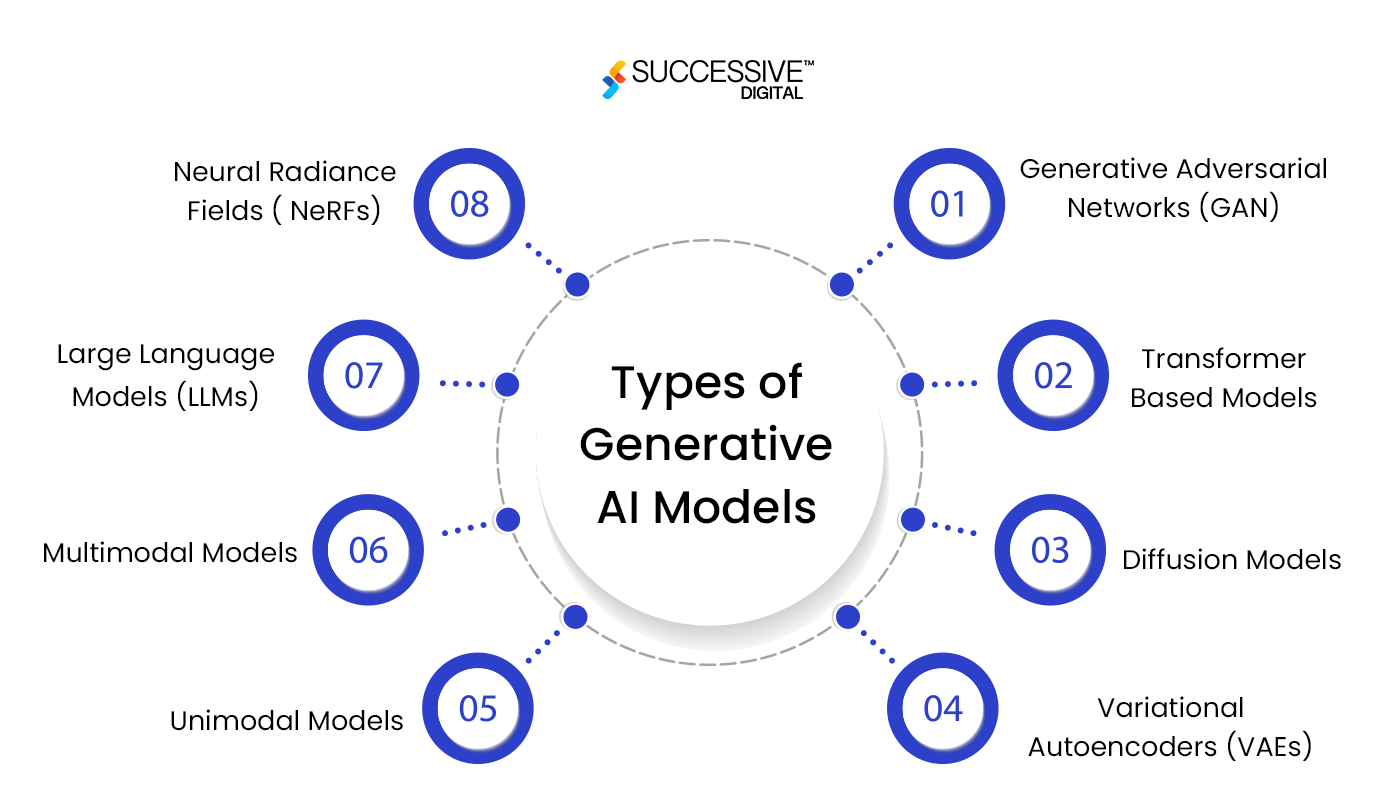 SUCCESSIVE™
DIGITAL
Types of
Generative
AI Models
01
Generative Adversarial
Networks (GAN)
02
Transformer
Based Models
03
Diffusion Models
04
Variational
Autoencoders (VAEs)
05
Unimodal Models
06
Multimodal Models
07
Large Language
Models (LLMs)
08
Neural Radiance
Fields ( NeRFs)